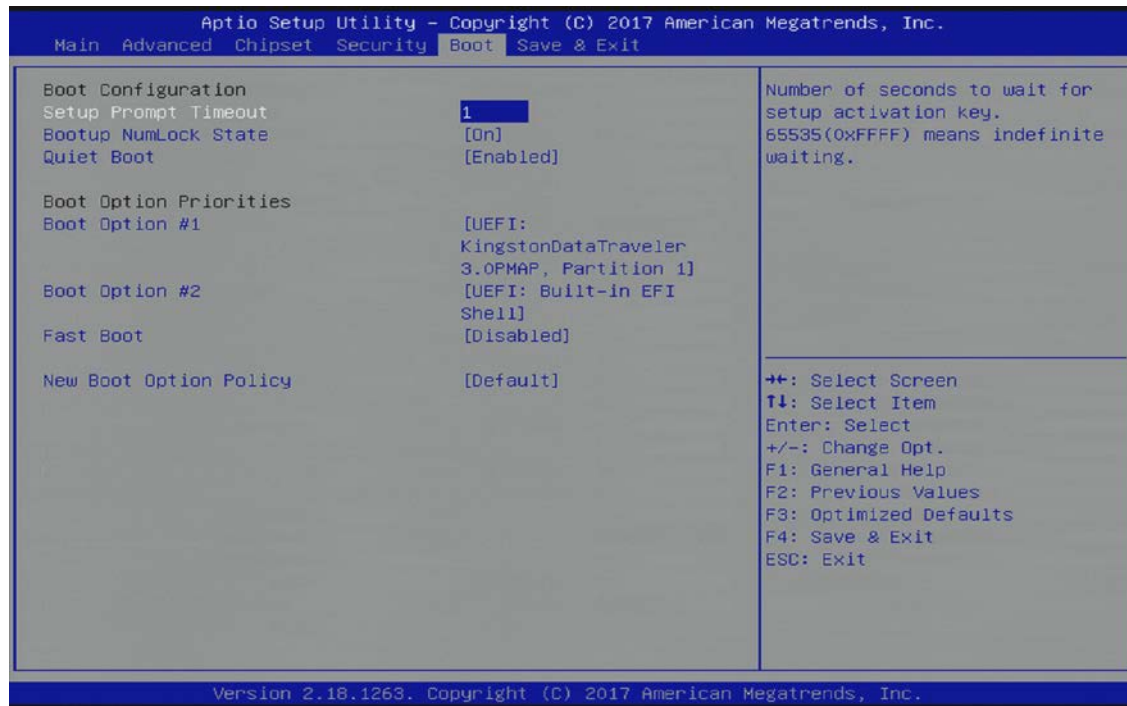 Aptio Setup Utility – Copyright (C) 2017 American Megatrends, Inc.
Main Advanced Chipset Security Boot Save & Exit
Boot Configuration
Setup Prompt Timeout 1
Bootup NumLock State [On]
Quiet Boot [Enabled]
Boot Option Priorities
Boot Option #1 [UEFI:
KingstonDataTraveler
3.0PMAP, Partition 1]
Boot Option #2 [UEFI: Built-in EFI
Shell]
Fast Boot [Disabled]
New Boot Option Policy [Default]
Number of seconds to wait for
setup activation key.
65535(0xFFFF) means indefinite
waiting.
→←: Select Screen
↑↓: Select Item
Enter: Select
+/-: Change Opt.
F1: General Help
F2: Previous Values
F3: Optimized Defaults
F4: Save & Exit
ESC: Exit
Version 2.18.1263. Copyright (C) 2017 American Megatrends, Inc.